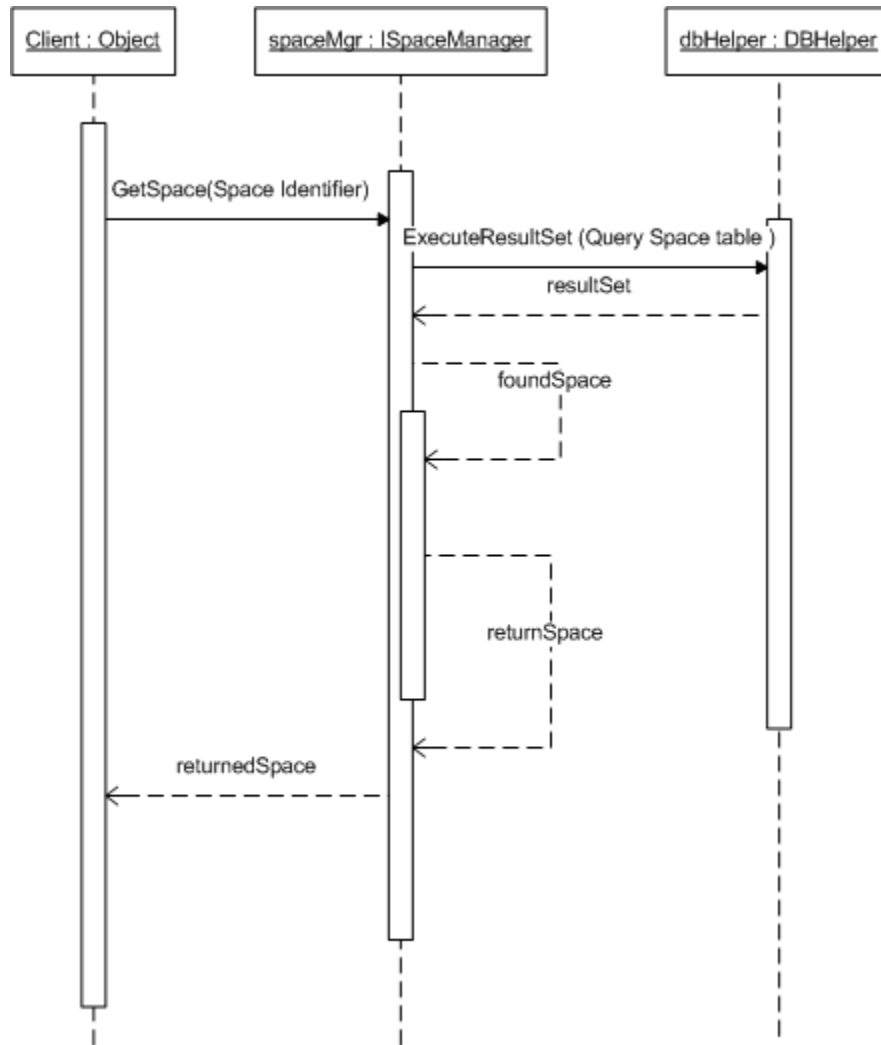 Client : Object
spaceMgr : ISpaceManager
dbHelper : DBHelper
GetSpace(Space Identifier)
ExecuteResultSet (Query Space table )
resultSet
foundSpace
returnSpace
returnedSpace